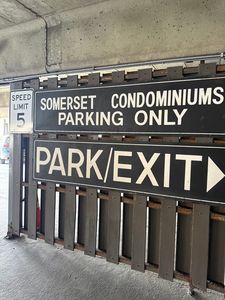 SPEED
LIMIT
5
SOMERSET CONDOMINIUMS
PARKING ONLY
PARK/EXIT